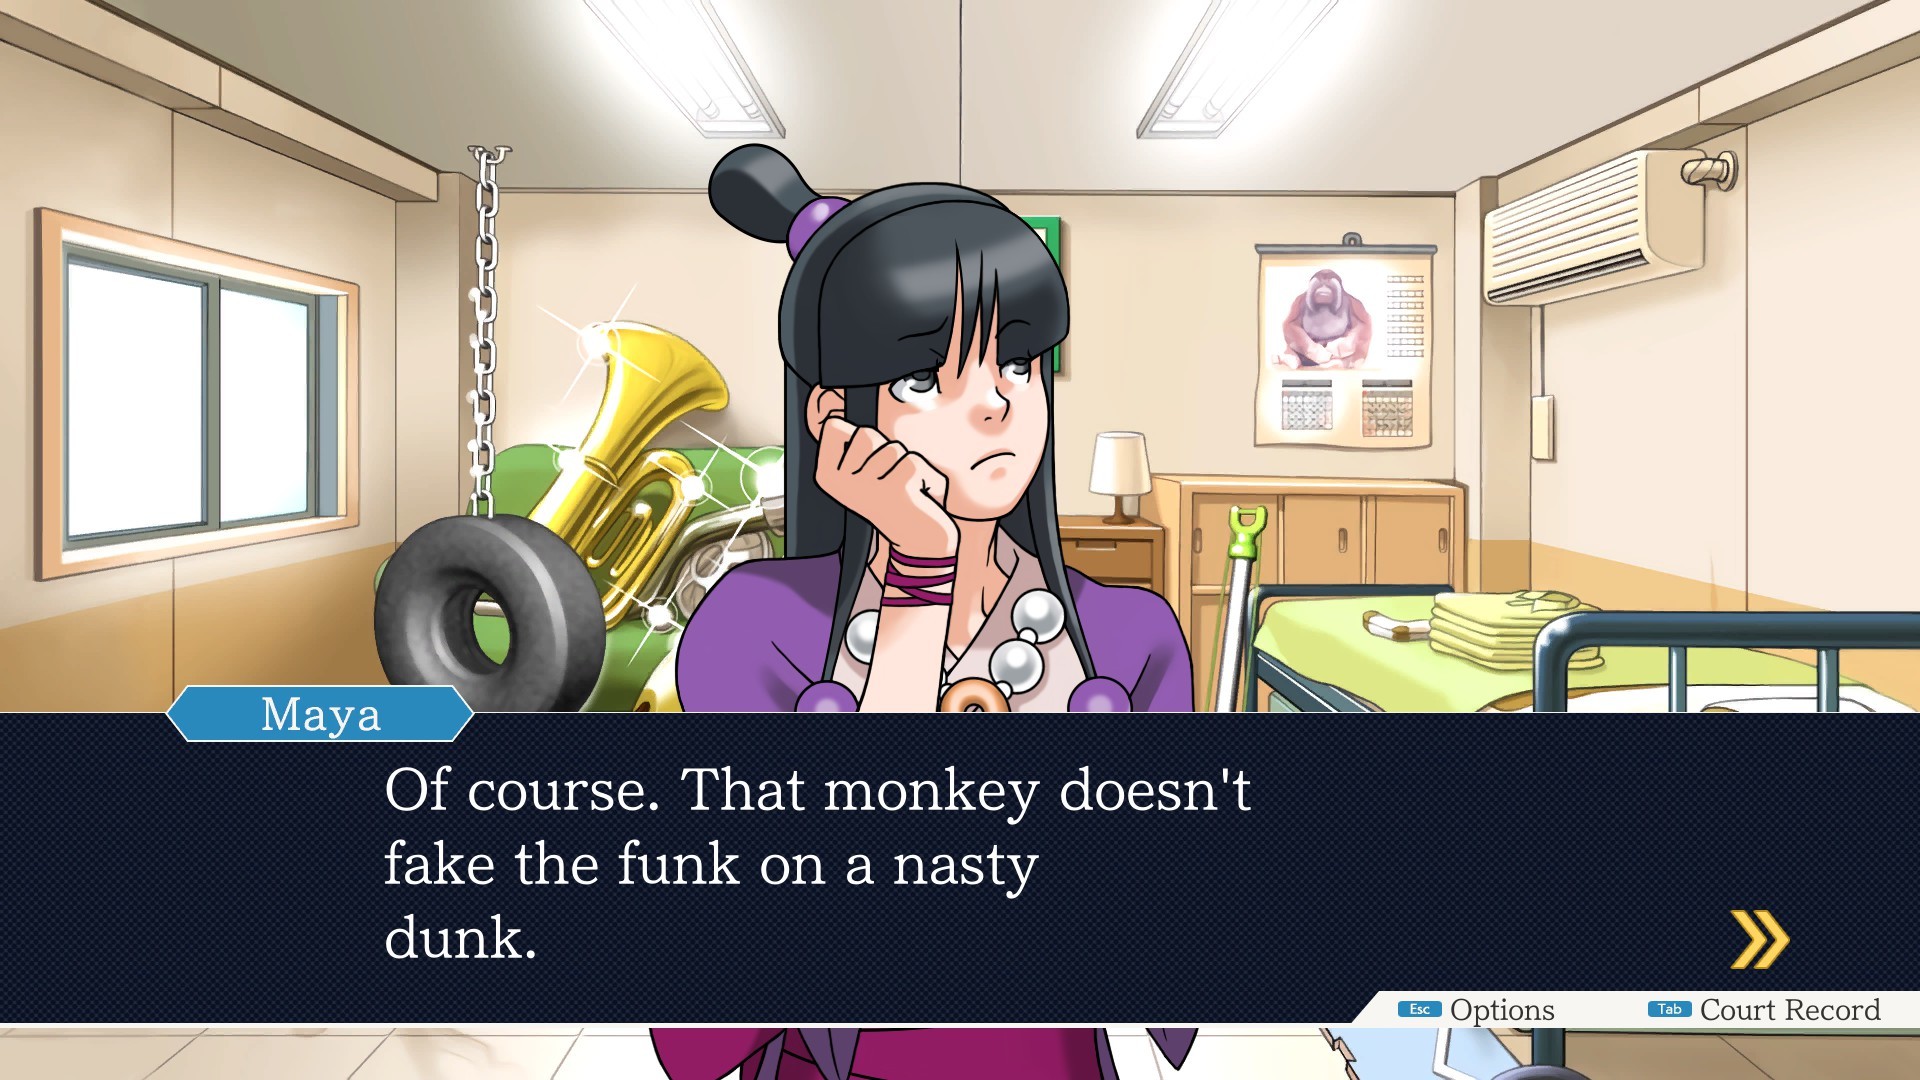 Maya
Of course. That monkey doesn't
fake the funk on a nasty
dunk.
Esc Options
Tab Court Record